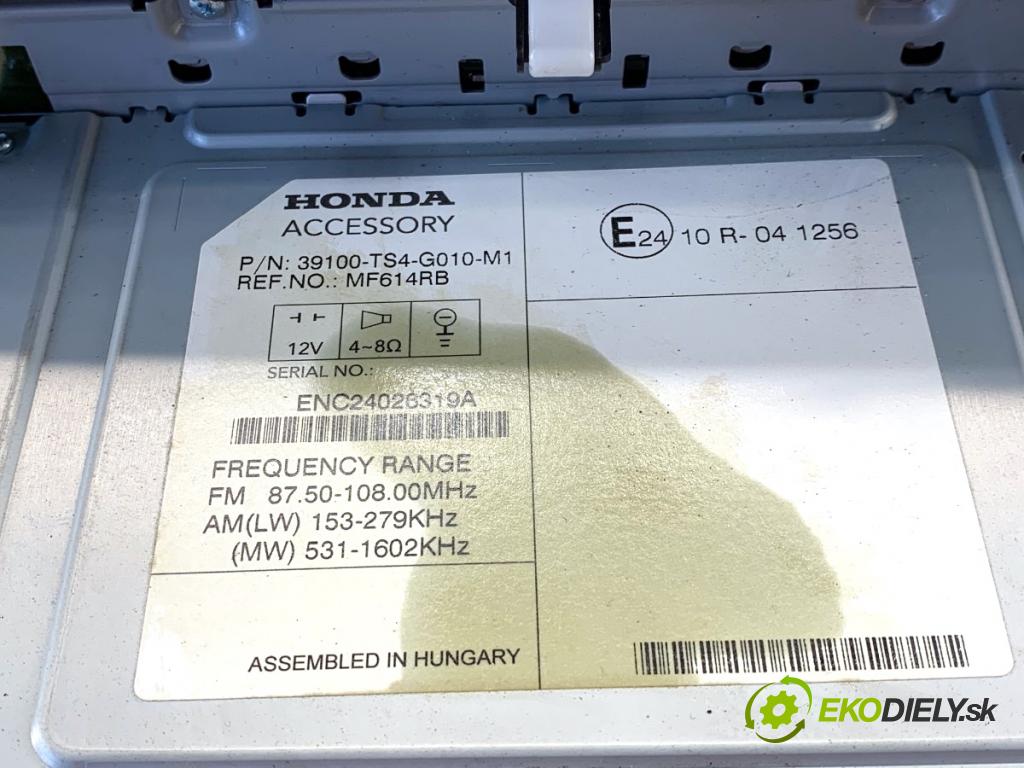 HONDA
ACCESSORY
P/N: 39100-TS4-G010-M1
REF.NO.: MF614RB
12V 4~8Ω
SERIAL NO.:
ENC24028319A
FREQUENCY RANGE
FM 87.50-108.00MHz
AM(LW) 153-279KHz
(MW) 531-1602KHz
ASSEMBLED IN HUNGARY
E24 10 R- 04 1256
EKODIELY.sk